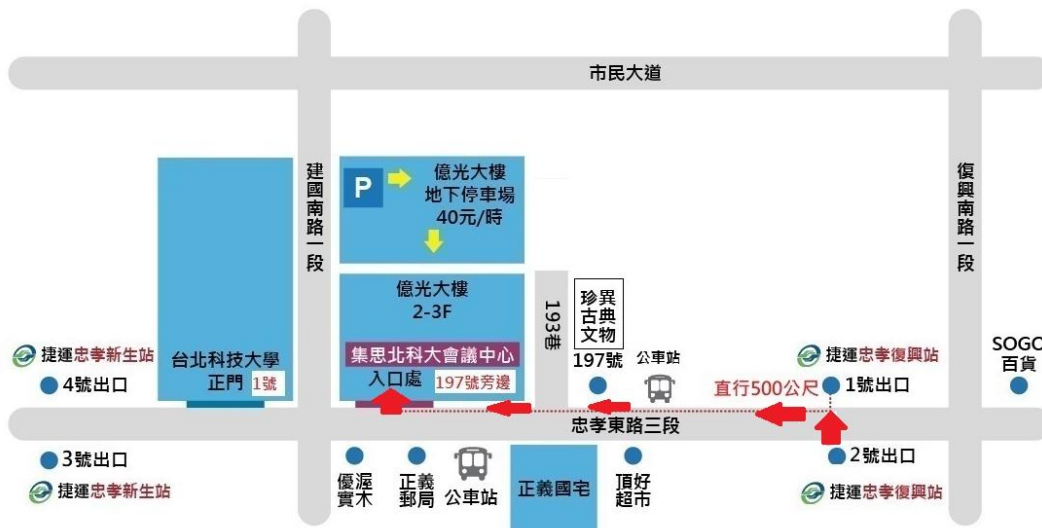 市民大道
建國南路一段
復興南路一段
P
億光大樓
地下停車場
40元/時
億光大樓
2-3F
集思北科大會議中心
入口處
197號旁邊
193巷
珍異
古典
文物
197號
公車站
台北科技大學
正門
1號
捷運忠孝新生站
4號出口
捷運忠孝復興站
1號出口
SOGO
百貨
直行500公尺
忠孝東路三段
3號出口
捷運忠孝新生站
優渥
實木
正義
郵局
公車站
正義國宅
頂好
超市
2號出口
捷運忠孝復興站